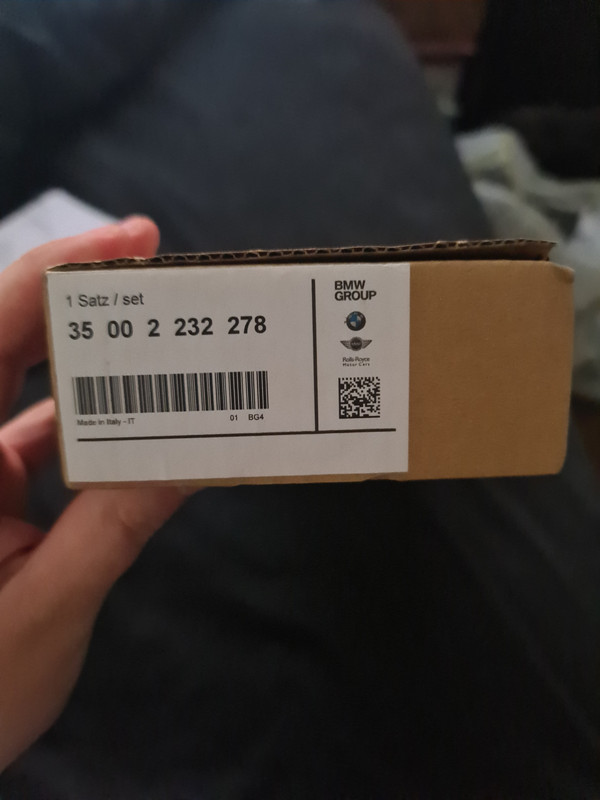 1 Satz / set
35 00 2 232 278
Made in Italy - IT
01 BG4
BMW
GROUP
Rolls-Royce
Motor Cars